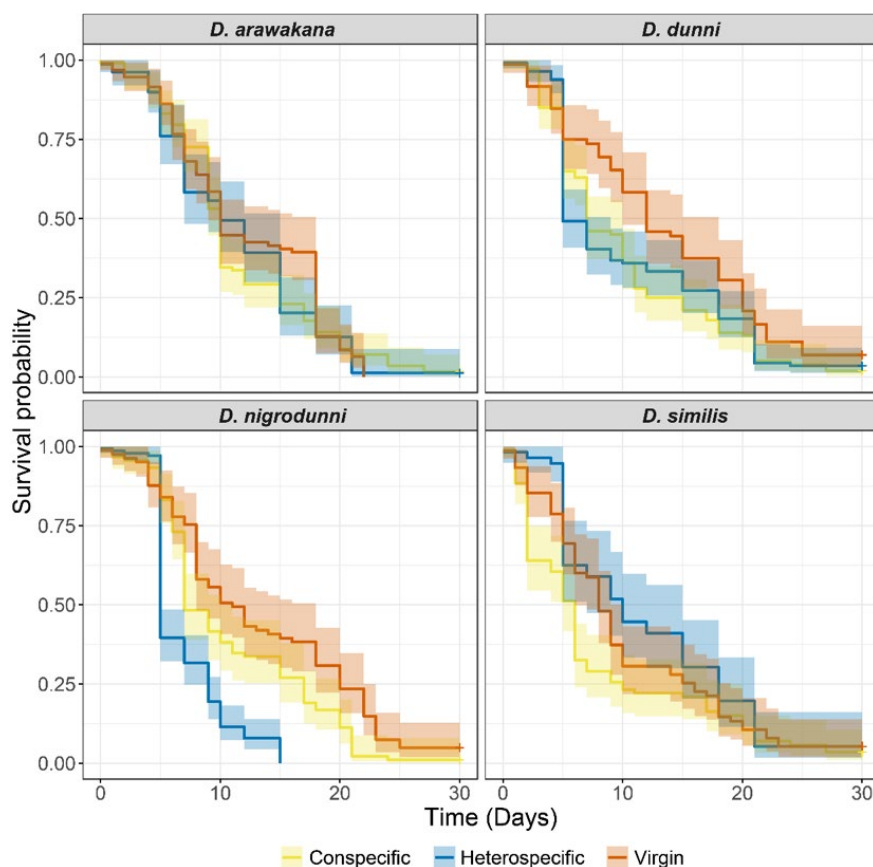 D. arawakana
D. dunni
1.00
0.75
0.50
0.25
0.00
D. nigrodunni
D. similis
1.00
0.75
0.50
0.25
0.00
Survival probability
0
10
20
30
0
10
20
30
Time (Days)
Conspecific
Heterospecific
Virgin